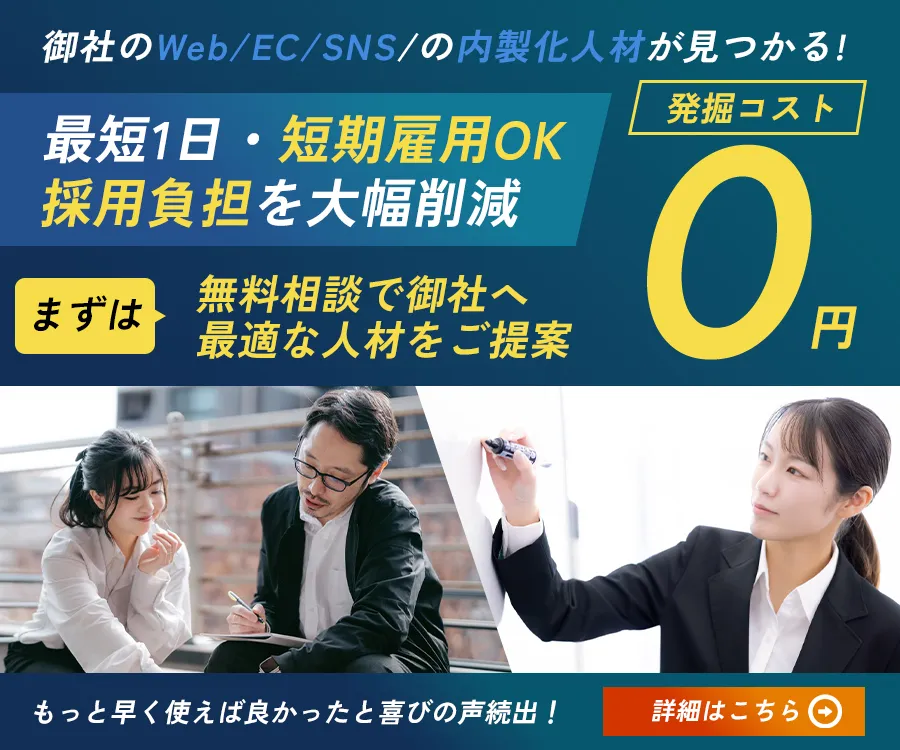 御社のWeb/EC/SNS/の内製化人材が見つかる!
最短1日・短期雇用OK
採用負担を大幅削減
発掘コスト
0円
まずは
無料相談で御社へ
最適な人材をご提案
もっと早く使えば良かったと喜びの声続出！
詳細はこちら